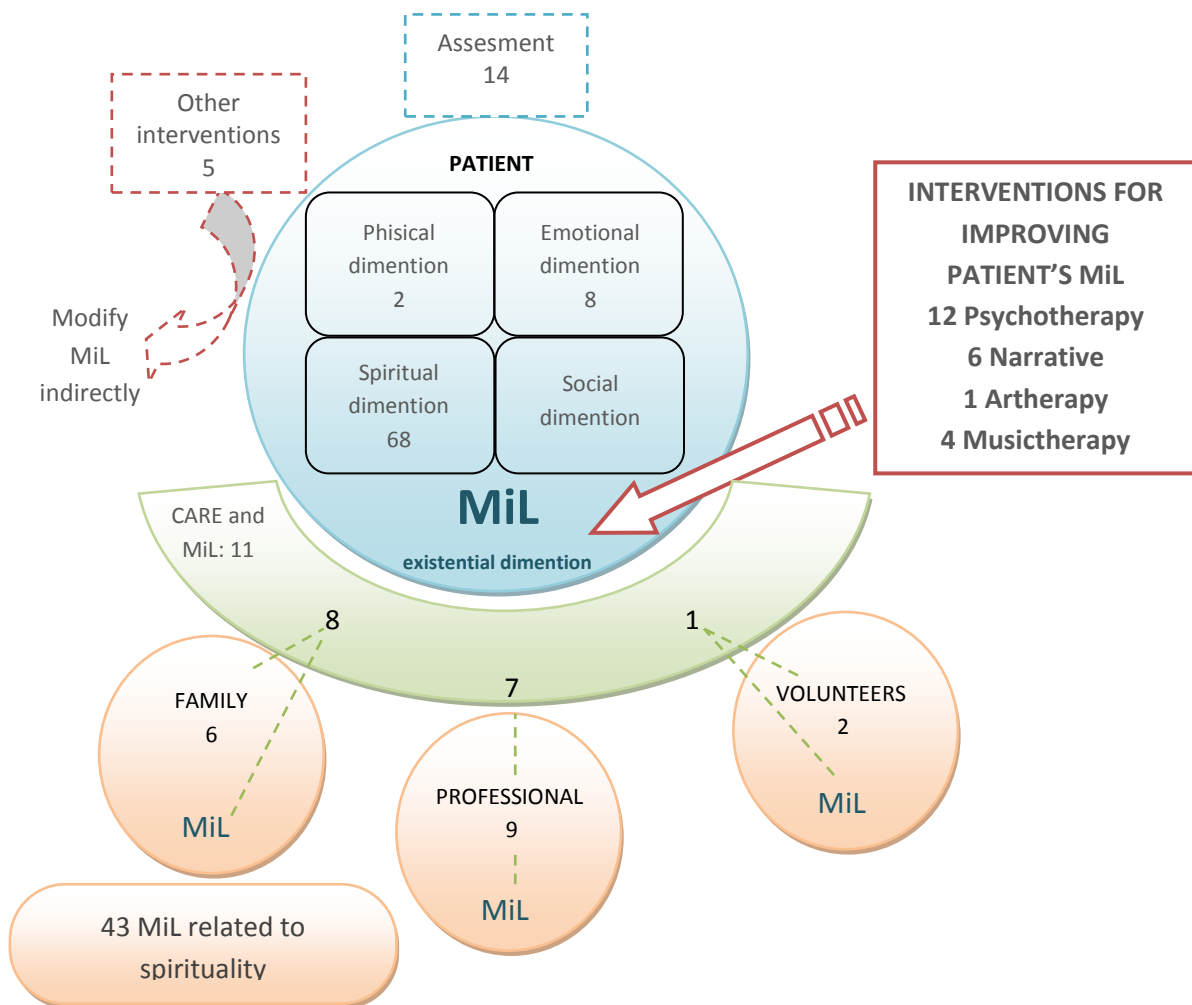 Assesment
14
Other
interventions
5
PATIENT
Phisical
dimention
2
Emotional
dimention
8
Modify
MiL
indirectly
Spiritual
dimention
68
Social
dimention
MiL
existential dimention
INTERVENTIONS FOR
IMPROVING
PATIENT’S MiL
12 Psychotherapy
6 Narrative
1 Artherapy
4 Musictherapy
CARE and
MiL: 11
8
7
1
FAMILY
6
MiL
PROFESSIONAL
9
MiL
VOLUNTEERS
2
MiL
43 MiL related to
spirituality